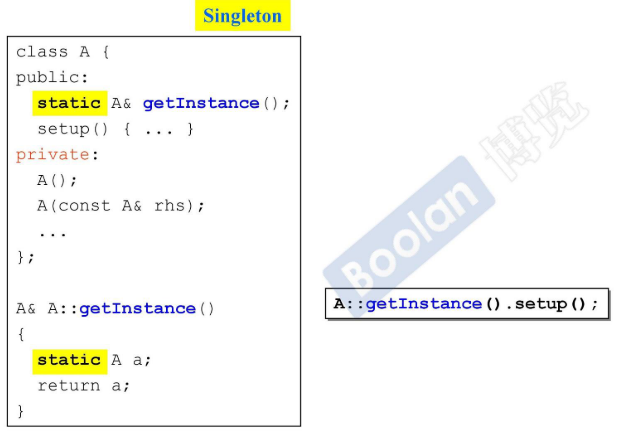 Singleton
class A {
public:
  static A& getInstance();
  setup() { ... }
private:
  A();
  A(const A& rhs);
  ...
};
A& A::getInstance()
{
  static A a;
  return a;
}
Boolan 博览
A::getInstance().setup();